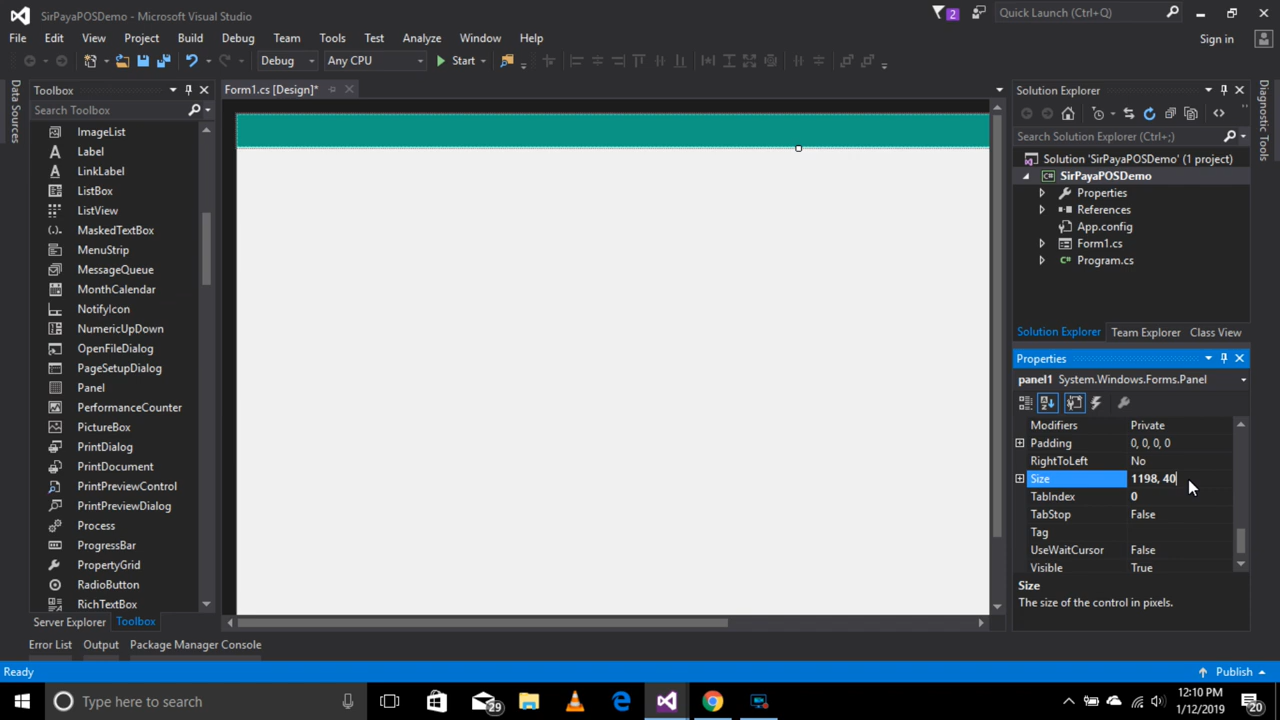 SirPayaPOSDemo - Microsoft Visual Studio
2
Quick Launch (Ctrl+Q)
File Edit View Project Build Debug Team Tools Test Analyze Window Help
Sign in
Debug Any CPU Start
Data Sources
Toolbox
Search Toolbox
ImageList
Label
LinkLabel
ListBox
ListView
MaskedTextBox
MenuStrip
MessageQueue
MonthCalendar
NotifyIcon
NumericUpDown
OpenFileDialog
PageSetupDialog
Panel
PerformanceCounter
PictureBox
PrintDialog
PrintDocument
PrintPreviewControl
PrintPreviewDialog
Process
ProgressBar
PropertyGrid
RadioButton
RichTextBox
Server Explorer Toolbox
Form1.cs [Design]*
Solution Explorer
Search Solution Explorer (Ctrl+;)
Solution 'SirPayaPOSDemo' (1 project)
SirPayaPOSDemo
Properties
References
App.config
Form1.cs
Program.cs
Solution Explorer Team Explorer Class View
Properties
panel1 System.Windows.Forms.Panel
Modifiers Private
Padding 0, 0, 0, 0
RightToLeft No
Size 1198, 40
TabIndex 0
TabStop False
Tag
UseWaitCursor False
Visible True
Size
The size of the control in pixels.
Diagnostic Tools
Error List Output Package Manager Console
Ready
Publish
Type here to search
29
12:10 PM
1/12/2019
20